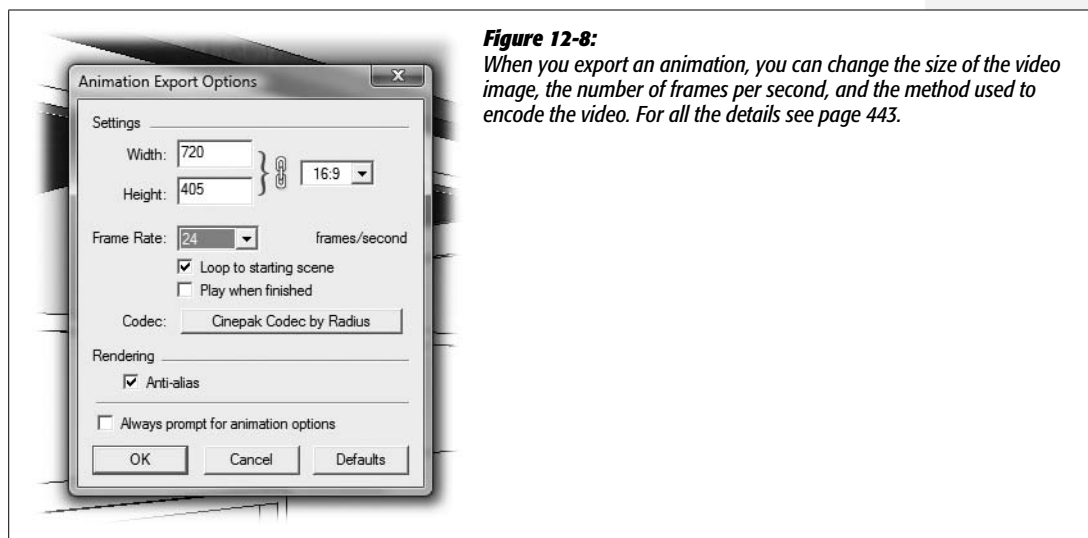 Figure 12-8:
When you export an animation, you can change the size of the video
image, the number of frames per second, and the method used to
encode the video. For all the details see page 443.
Animation Export Options
Settings
Width: 720
16:9
Height: 405
Frame Rate: 24 frames/second
Loop to starting scene
Play when finished
Codec: Cinepak Codec by Radius
Rendering
Anti-alias
Always prompt for animation options
OK Cancel Defaults